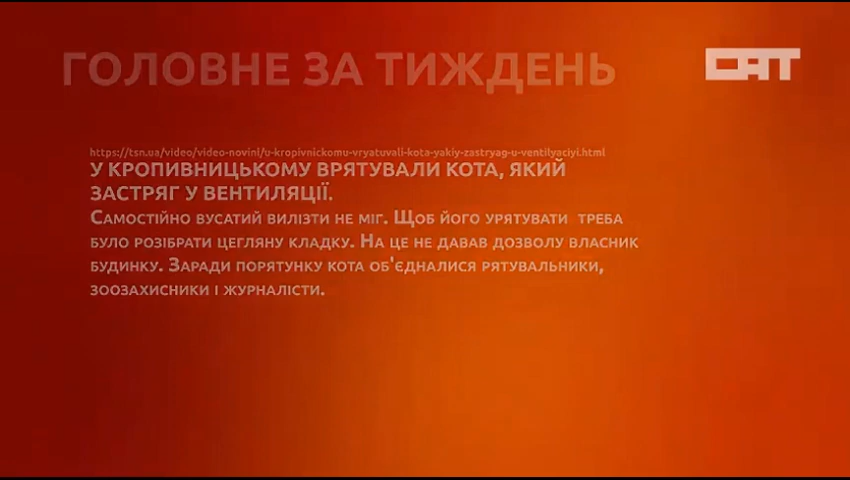 ГОЛОВНЕ ЗА ТИЖДЕНЬ
САТ
https://tsn.ua/video/video-novini/u-kropivnickomu-vryatuvali-kota-yakiy-zastryag-u-ventilyaciyi.html
У КРОПИВНИЦЬКОМУ ВРЯТУВАЛИ КОТА, ЯКИЙ
ЗАСТРЯГ У ВЕНТИЛЯЦІЇ.
Самостійно вусатий вилізти не міг. Щоб його урятувати треба
було розібрати цегляну кладку. На це не давав дозволу власник
будинку. Заради порятунку кота об'єдналися рятувальники,
зоозахисники і журналісти.